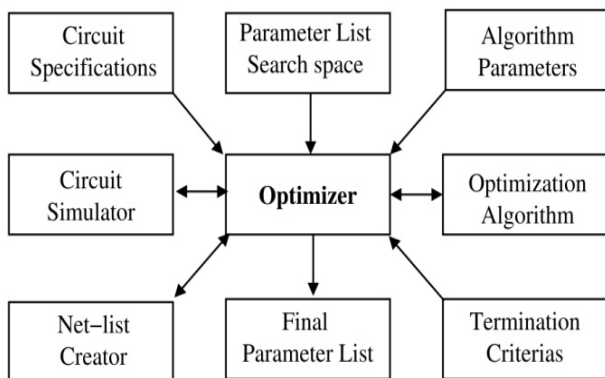 Circuit
Specifications
Parameter List
Search space
Algorithm
Parameters
Circuit
Simulator
Optimizer
Optimization
Algorithm
Net-list
Creator
Final
Parameter List
Termination
Criterias